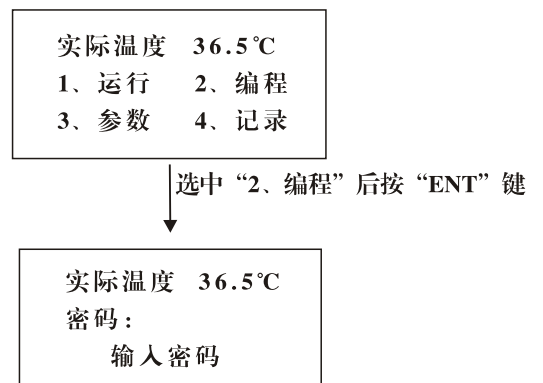 实际温度 36.5℃
1、运行 2、编程
3、参数 4、记录
选中“2、编程”后按“ENT”键
实际温度 36.5℃
密码：
输入密码